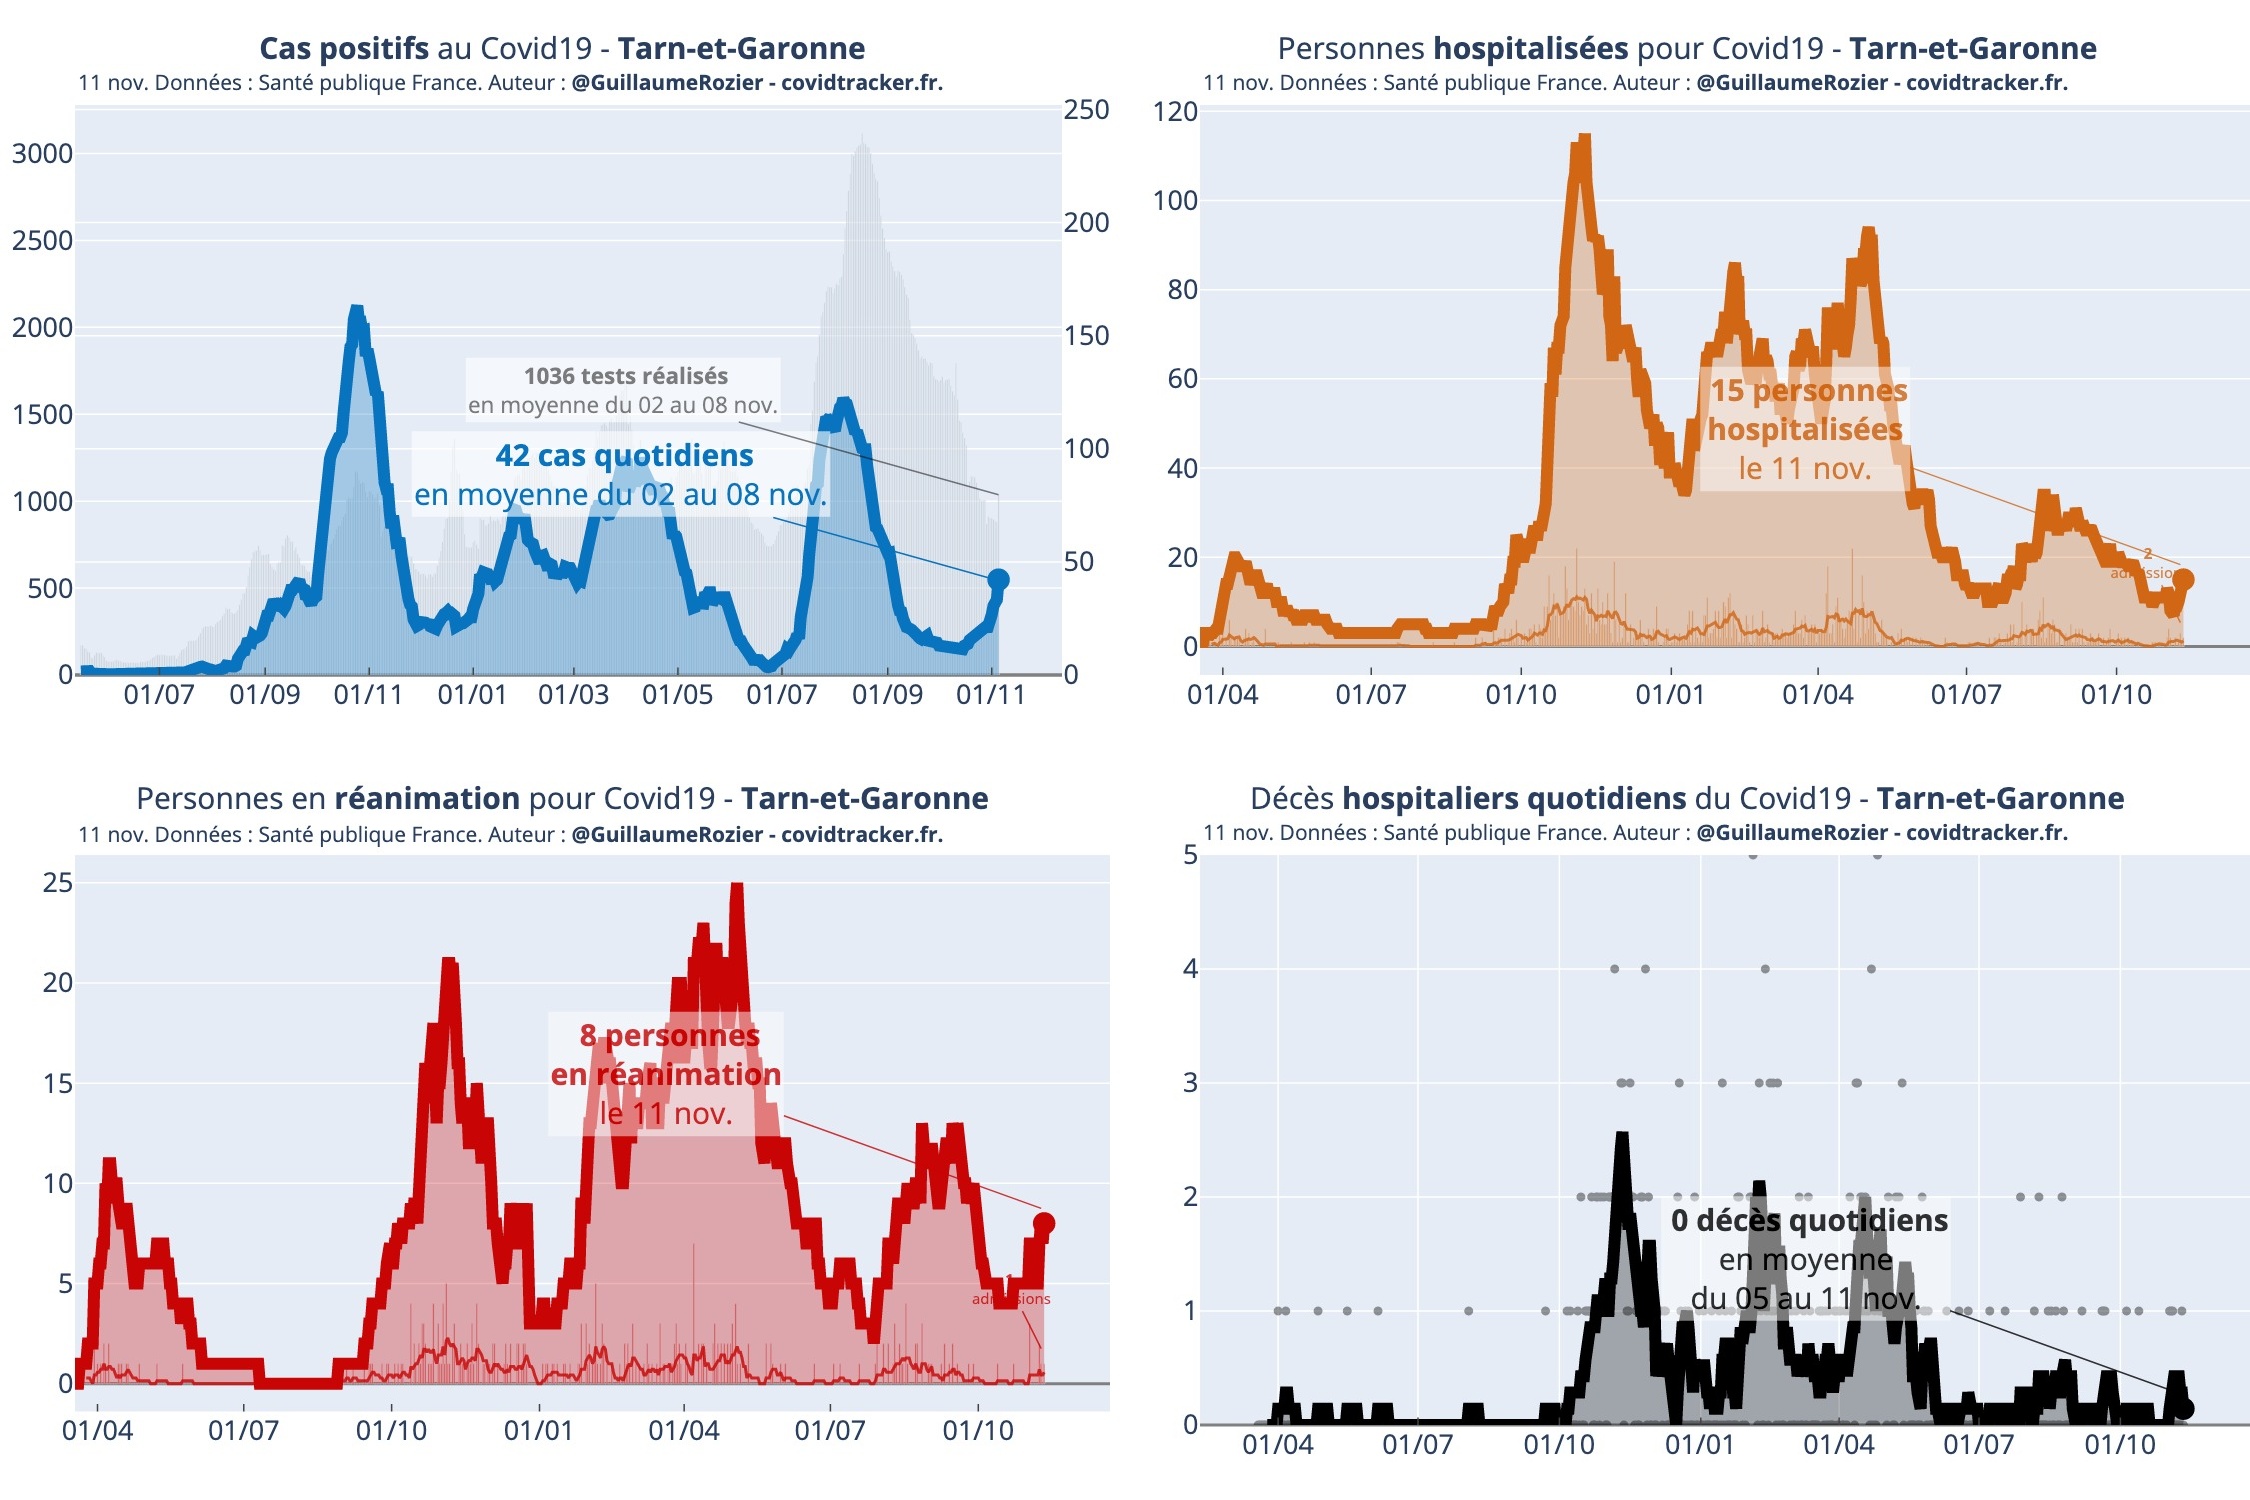 Cas positifs au Covid19 - Tarn-et-Garonne
11 nov. Données : Santé publique France. Auteur : @GuillaumeRozier - covidtracker.fr.
3000
2500
2000
1500
1000
500
0
250
200
150
100
50
0
1036 tests réalisés
en moyenne du 02 au 08 nov.
42 cas quotidiens
en moyenne du 02 au 08 nov.
01/07 01/09 01/11 01/01 01/03 01/05 01/07 01/09 01/11
Personnes hospitalisées pour Covid19 - Tarn-et-Garonne
11 nov. Données : Santé publique France. Auteur : @GuillaumeRozier - covidtracker.fr.
120
100
80
60
40
20
0
15 personnes
hospitalisées
le 11 nov.
2
admissions
01/04 01/07 01/10 01/01 01/04 01/07 01/10
Personnes en réanimation pour Covid19 - Tarn-et-Garonne
11 nov. Données : Santé publique France. Auteur : @GuillaumeRozier - covidtracker.fr.
25
20
15
10
5
0
8 personnes
en réanimation
le 11 nov.
admissions
01/04 01/07 01/10 01/01 01/04 01/07 01/10
Décès hospitaliers quotidiens du Covid19 - Tarn-et-Garonne
11 nov. Données : Santé publique France. Auteur : @GuillaumeRozier - covidtracker.fr.
5
4
3
2
1
0
0 décès quotidiens
en moyenne
du 05 au 11 nov.
01/04 01/07 01/10 01/01 01/04 01/07 01/10